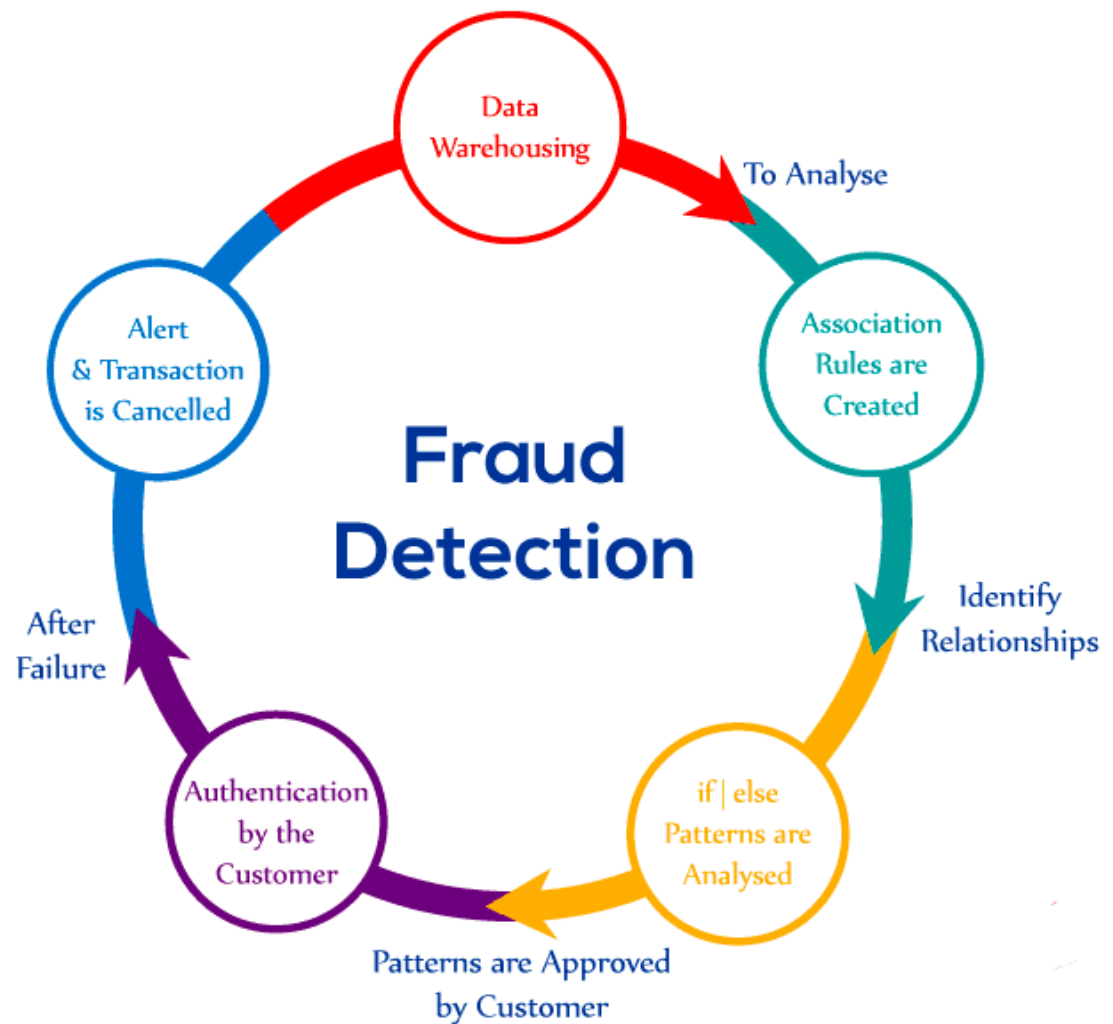 Data
Warehousing
To Analyse
Association
Rules are
Created
Identify
Relationships
if | else
Patterns are
Analysed
Patterns are Approved
by Customer
Authentication
by the
Customer
After
Failure
Alert
& Transaction
is Cancelled
Fraud
Detection